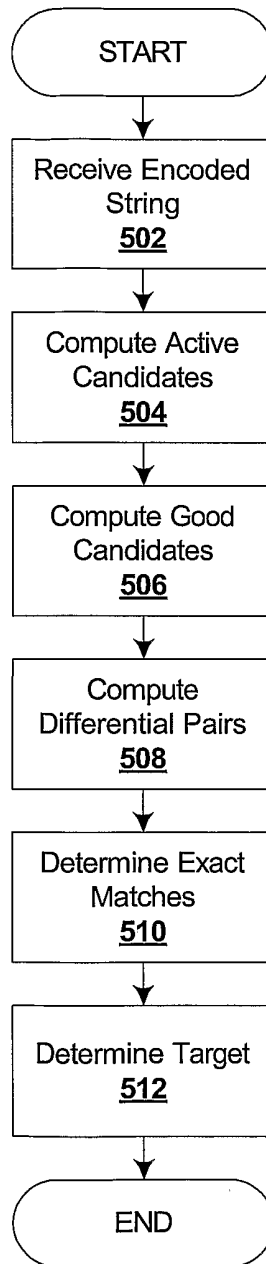 START
Receive Encoded
String
502
Compute Active
Candidates
504
Compute Good
Candidates
506
Compute
Differential Pairs
508
Determine Exact
Matches
510
Determine Target
512
END